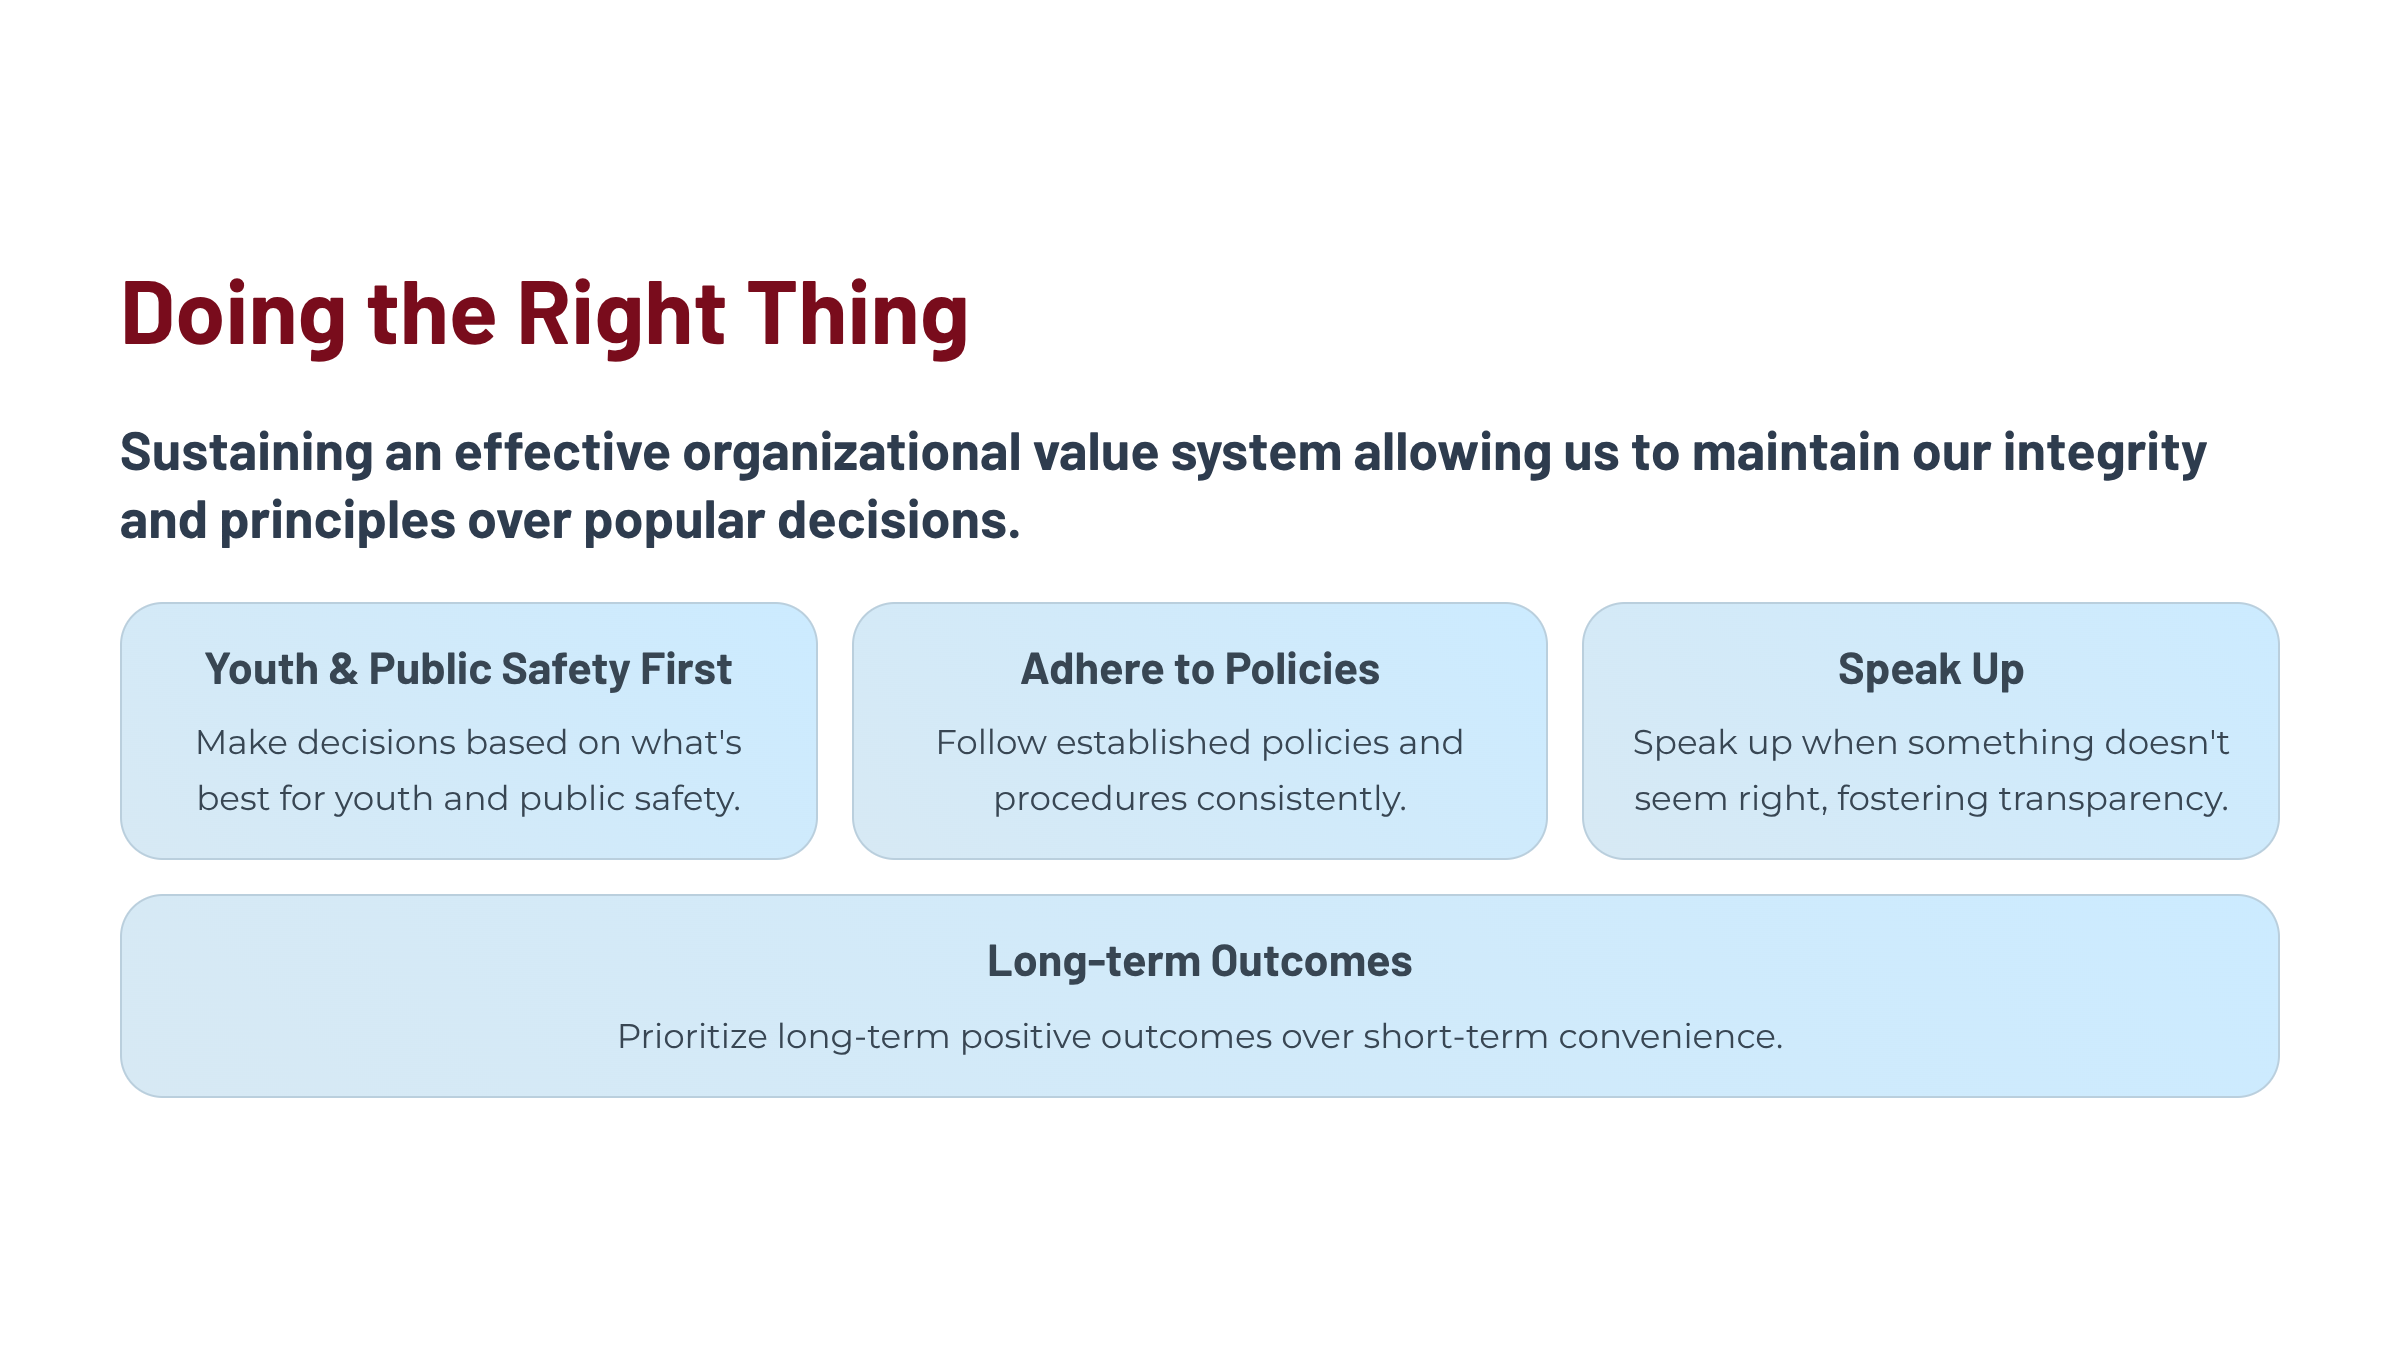 Doing the Right Thing
Sustaining an effective organizational value system allowing us to maintain our integrity
and principles over popular decisions.
Youth & Public Safety First
Make decisions based on what's
best for youth and public safety.
Adhere to Policies
Follow established policies and
procedures consistently.
Speak Up
Speak up when something doesn't
seem right, fostering transparency.
Long-term Outcomes
Prioritize long-term positive outcomes over short-term convenience.